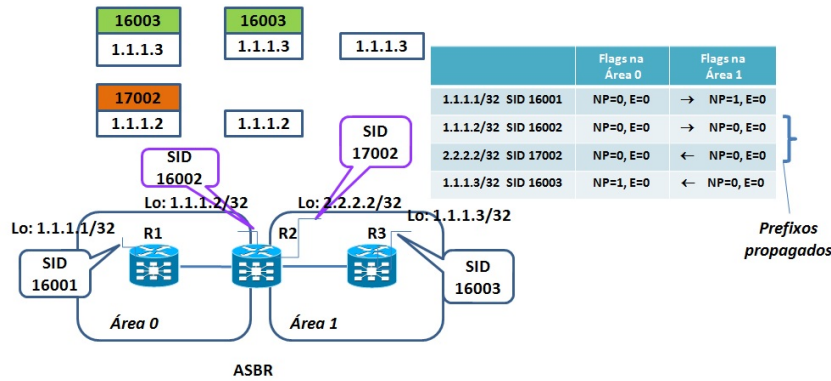 16003
16003
1.1.1.3
1.1.1.3
1.1.1.3
17002
1.1.1.2
1.1.1.2
SID
17002
SID
16002
Flags na
Área 0
Flags na
Área 1
1.1.1.1/32 SID 16001
NP=0, E=0
→ NP=1, E=0
1.1.1.2/32 SID 16002
NP=0, E=0
→ NP=0, E=0
2.2.2.2/32 SID 17002
NP=0, E=0
← NP=0, E=0
1.1.1.3/32 SID 16003
NP=1, E=0
← NP=0, E=0
Prefixos
propagados
Lo: 1.1.1.2/32
Lo: 2.2.2.2/32
Lo: 1.1.1.1/32
Lo: 1.1.1.3/32
R1
R2
R3
SID
16001
SID
16003
Área 0
Área 1
ASBR